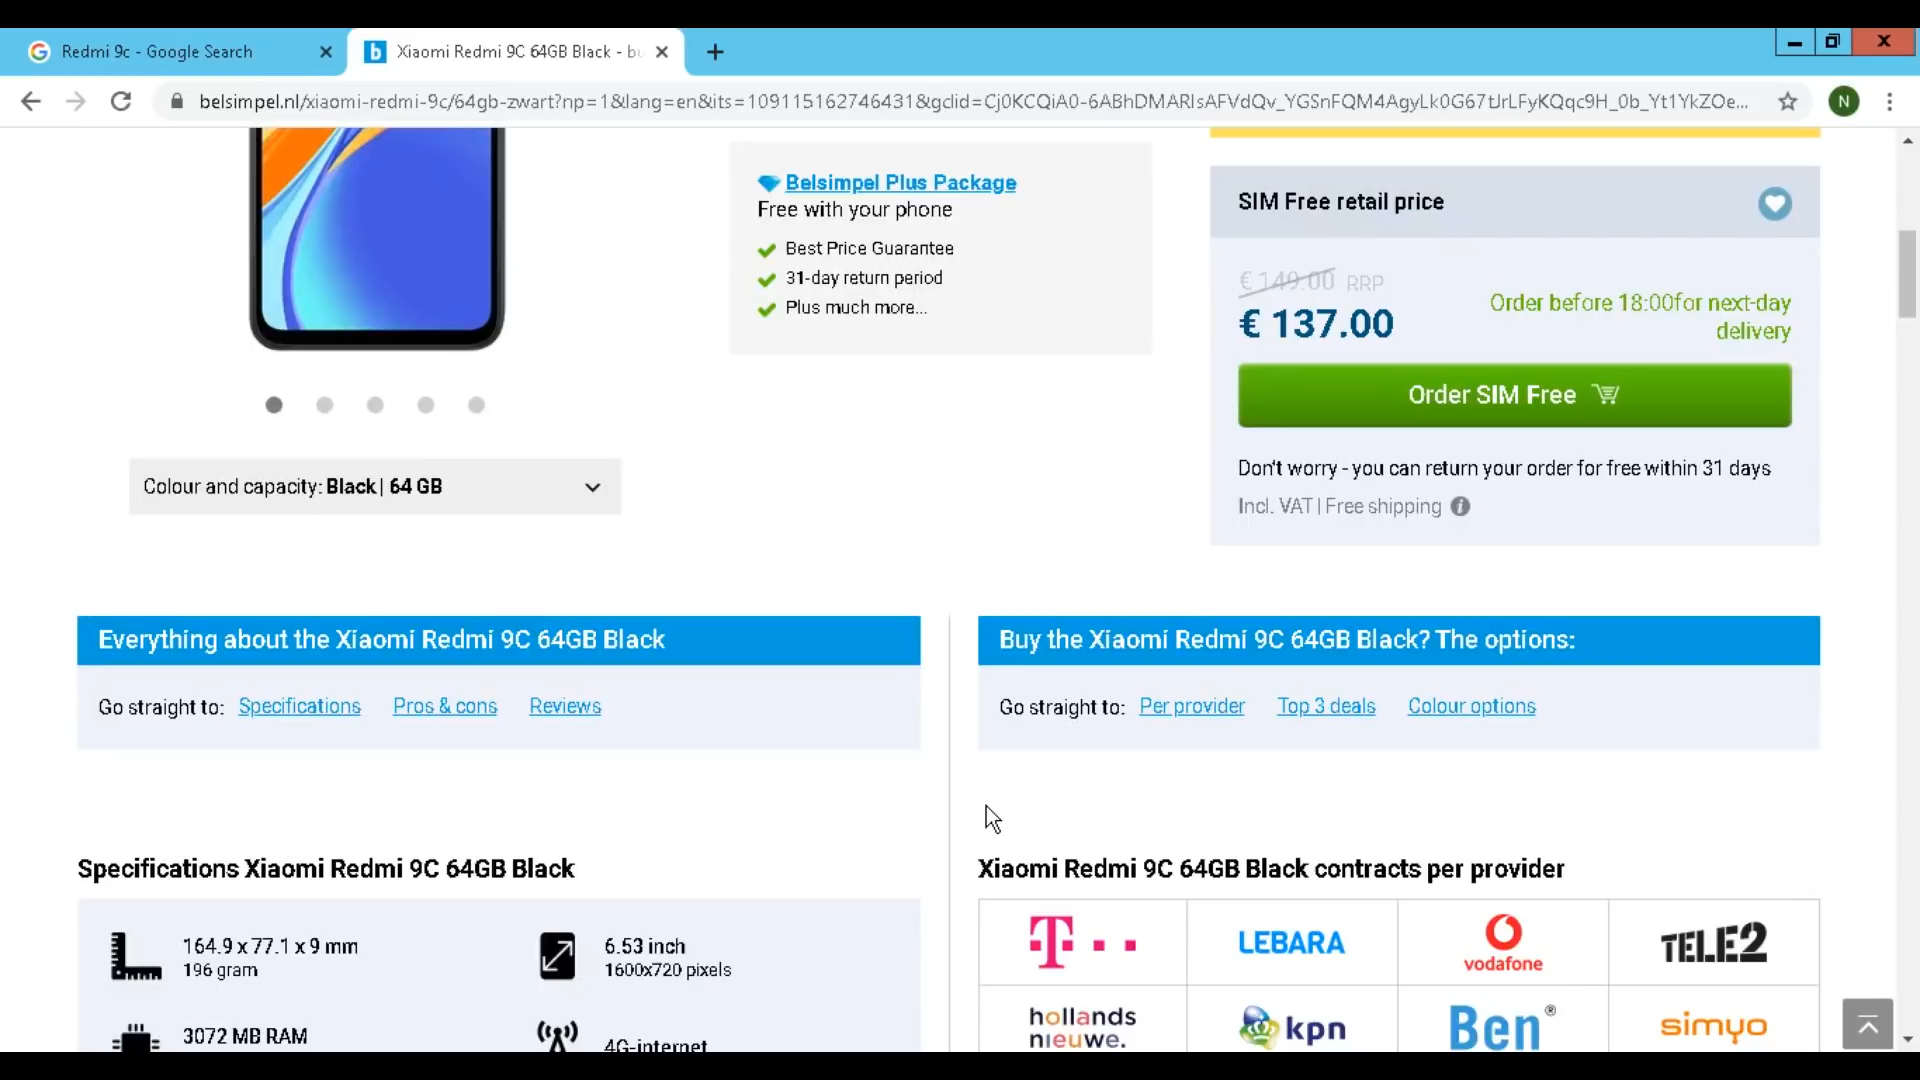 Redmi 9c - Google Search
Xiaomi Redmi 9C 64GB Black - bu
belsimpel.nl/xiaomi-redmi-9c/64gb-zwart?np=1&lang=en&its=109115162746431&gclid=Cj0KCQiA0-6ABhDMARIsAFVdQv_YGSnFQM4AgyLk0G67tJrLFyKQqc9H_0b_Yt1YkZOe...
N
Belsimpel Plus Package
Free with your phone
Best Price Guarantee
31-day return period
Plus much more...
SIM Free retail price
€ 149.00 RRP
€ 137.00
Order before 18:00for next-day
delivery
Order SIM Free
Don't worry - you can return your order for free within 31 days
Incl. VAT | Free shipping
Colour and capacity: Black | 64 GB
Everything about the Xiaomi Redmi 9C 64GB Black
Go straight to: Specifications Pros & cons Reviews
Buy the Xiaomi Redmi 9C 64GB Black? The options:
Go straight to: Per provider Top 3 deals Colour options
Specifications Xiaomi Redmi 9C 64GB Black
164.9 x 77.1 x 9 mm
196 gram
6.53 inch
1600x720 pixels
3072 MB RAM
4G-internet
Xiaomi Redmi 9C 64GB Black contracts per provider
T
LEBARA
vodafone
TELE2
hollands
nieuwe.
kpn
Ben®
simyo